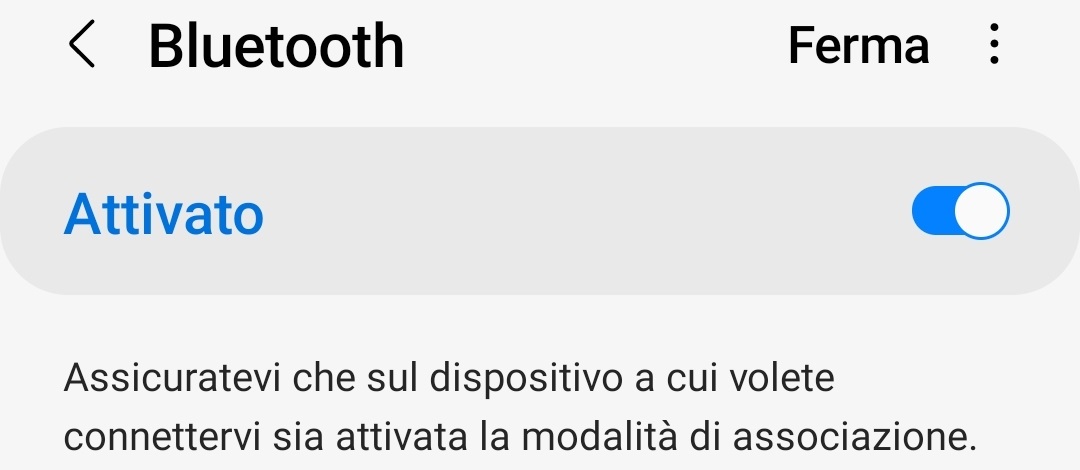 Bluetooth Ferma
Attivato
Assicuratevi che sul dispositivo a cui volete
connettervi sia attivata la modalità di associazione.